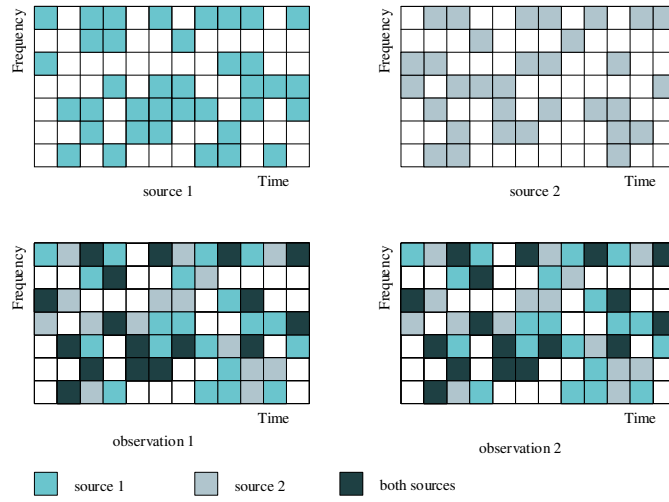 Frequency
Time
source 1
Frequency
Time
source 2
Frequency
Time
observation 1
Frequency
Time
observation 2
source 1
source 2
both sources